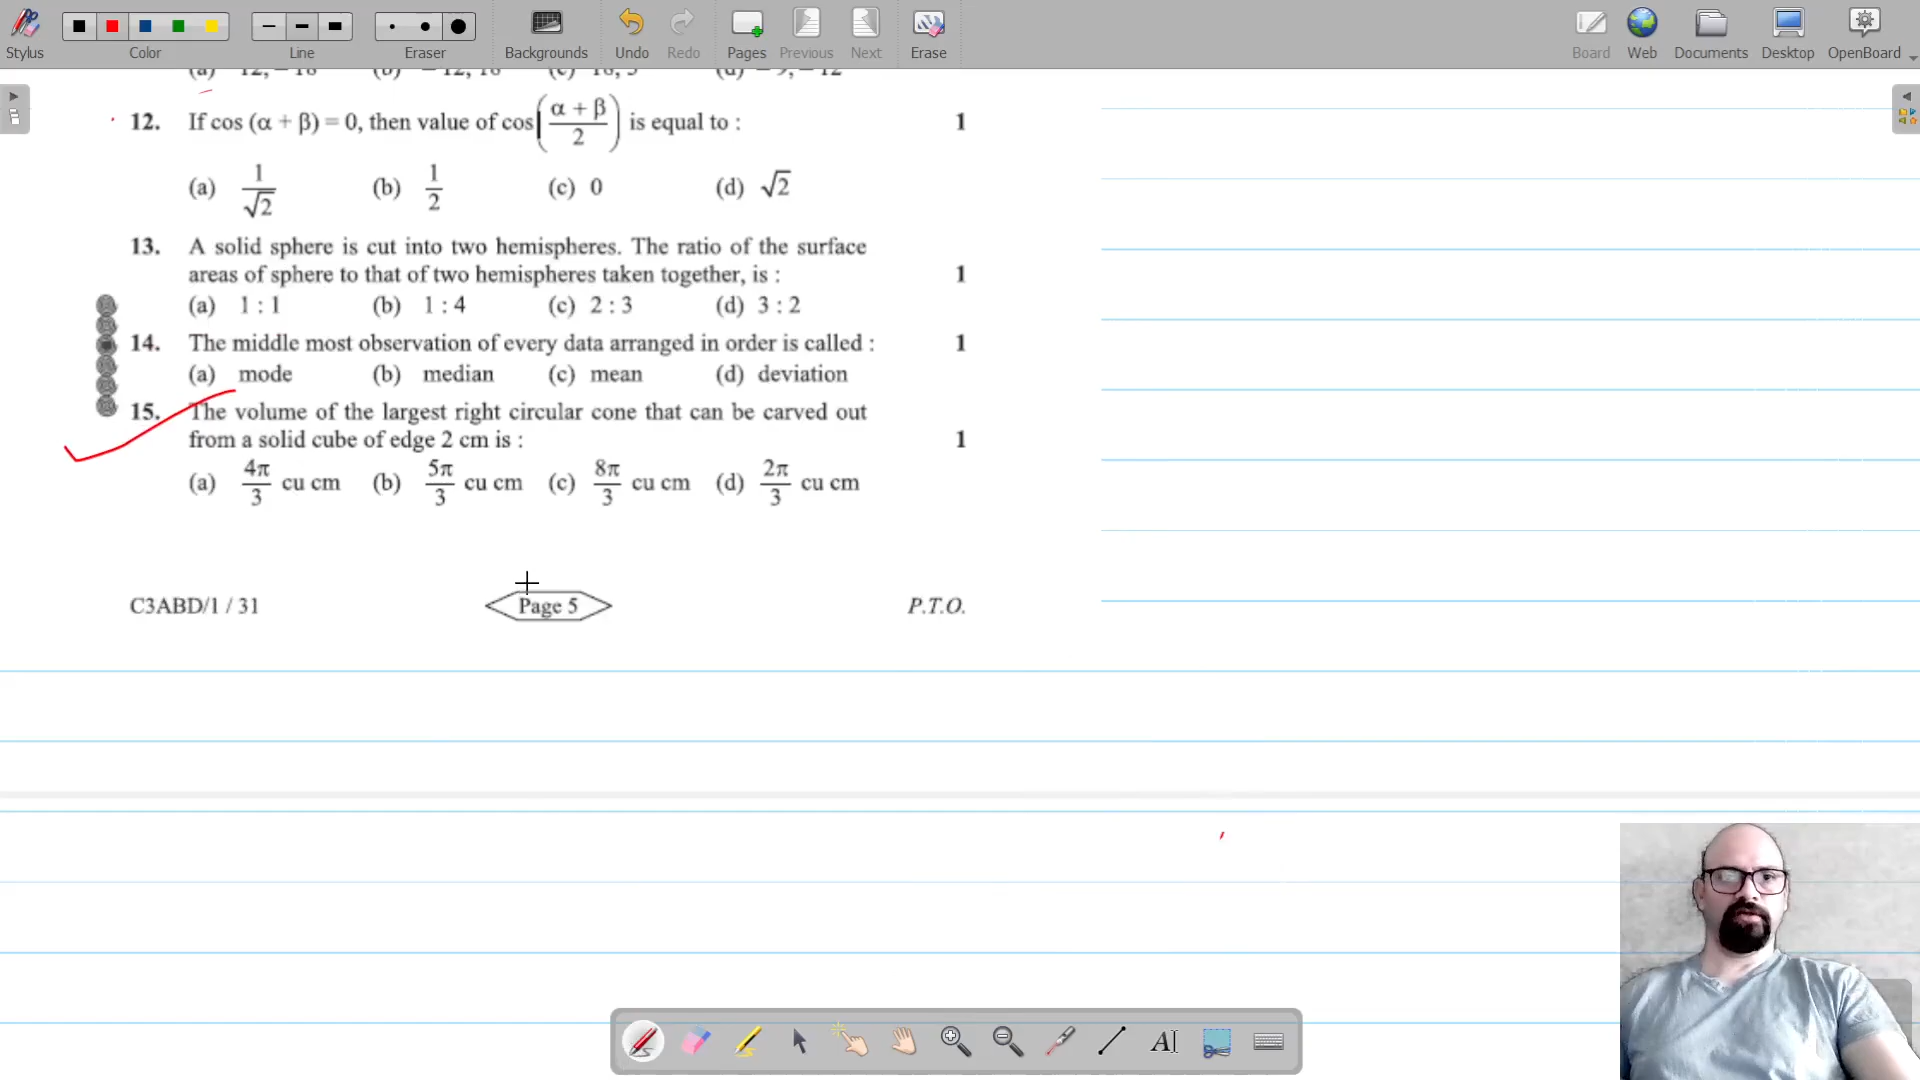 Stylus Color Line Eraser Backgrounds Undo Redo Pages Previous Next Erase Board Web Documents Desktop OpenBoard
12. If cos (α + β) = 0, then value of cos((α + β)/2) is equal to : 1
(a) 1/√2 (b) 1/2 (c) 0 (d) √2
13. A solid sphere is cut into two hemispheres. The ratio of the surface
areas of sphere to that of two hemispheres taken together, is : 1
(a) 1 : 1 (b) 1 : 4 (c) 2 : 3 (d) 3 : 2
14. The middle most observation of every data arranged in order is called : 1
(a) mode (b) median (c) mean (d) deviation
15. The volume of the largest right circular cone that can be carved out
from a solid cube of edge 2 cm is : 1
(a) 4π/3 cu cm (b) 5π/3 cu cm (c) 8π/3 cu cm (d) 2π/3 cu cm
C3ABD/1 / 31 Page 5 P.T.O.
AI